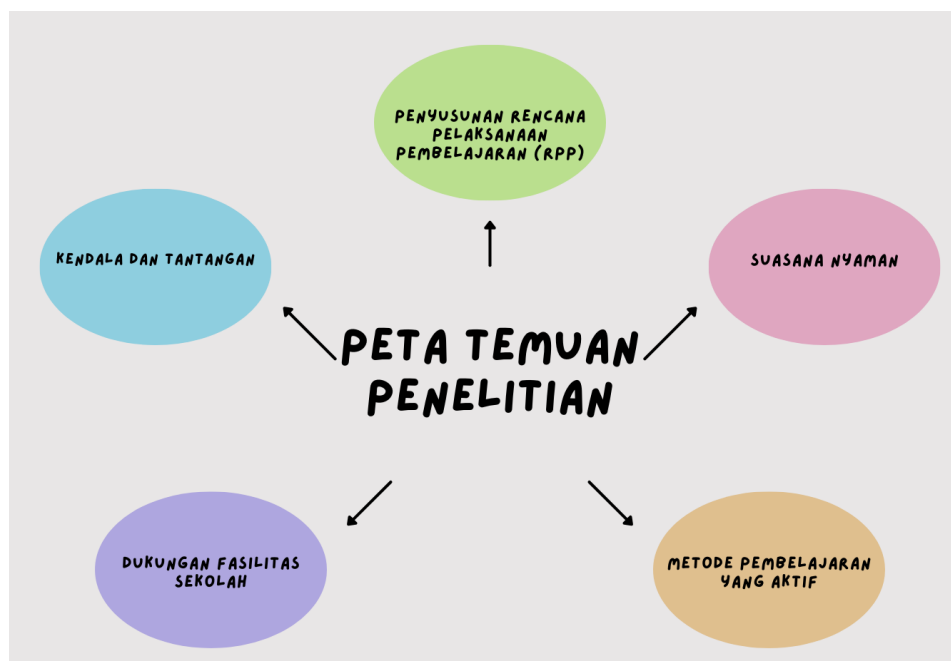 PENYUSUNAN RENCANA
PELAKSANAAN
PEMBELAJARAN (RPP)
KENDALA DAN TANTANGAN
SUASANA NYAMAN
PETA TEMUAN
PENELITIAN
DUKUNGAN FASILITAS
SEKOLAH
METODE PEMBELAJARAN
YANG AKTIF